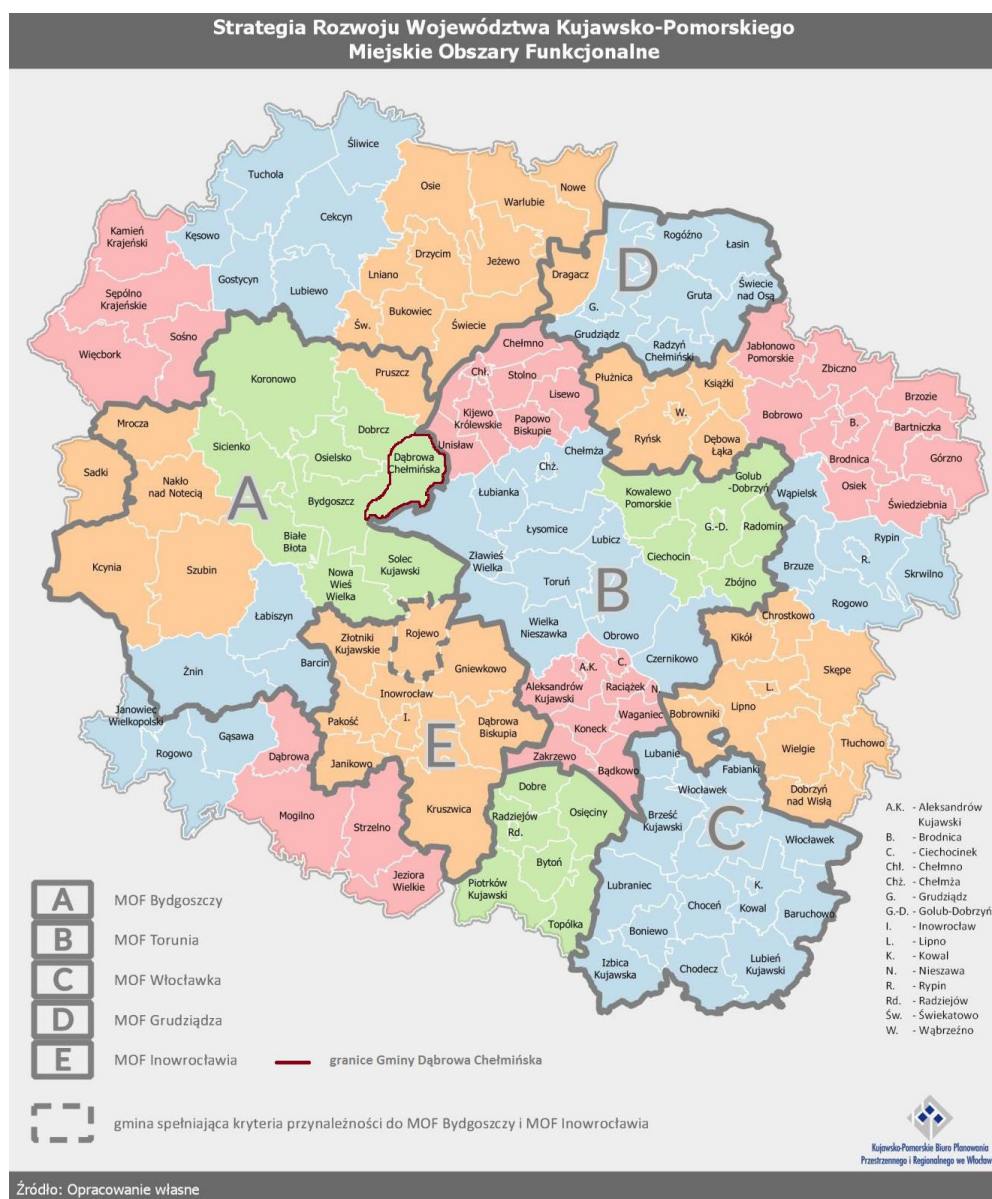 Strategia Rozwoju Województwa Kujawsko-Pomorskiego
Miejskie Obszary Funkcjonalne
Śliwice
Tuchola
Osie
Nowe
Warlubie
Cekcyn
Kamień
Krajeński
Kęsowo
Rogóźno
Łasin
Drzycim
Jeżewo
Dragacz
D
Gostycyn
Lniano
Świecie
nad Osą
Sępólno
Krajeńskie
Lubiewo
Gruta
G.
Bukowiec
Św.
Świecie
Grudziądz
Sośno
Radzyń
Chełmiński
Więcbork
Chełmno
Jabłonowo
Pomorskie
Chł.
Stolno
Zbiczno
Koronowo
Pruszcz
Płużnica
Książki
Lisewo
Brzozie
Kijewo
Królewskie
Papowo
Biskupie
W.
Bobrowo
B.
Bartniczka
Mrocza
Dobrcz
Ryńsk
Dębowa
Łąka
Sicienko
Unisław
Chełmża
Osielsko
Dąbrowa
Chełmińska
Brodnica
Górzno
Chż.
Sadki
Nakło
nad Notecią
Golub
-Dobrzyń
Osiek
A
Łubianka
Kowalewo
Pomorskie
Wąpielsk
Świedziebnia
Bydgoszcz
G.-D.
Radomin
Łysomice
Rypin
Białe
Błota
Lubicz
Ciechocin
R.
Solec
Kujawski
Zławieś
Wielka
Brzuze
Kcynia
Szubin
Nowa
Wieś
Wielka
Zbójno
Skrwilno
Toruń
B
Rogowo
Łabiszyn
Wielka
Nieszawka
Chrostkowo
Złotniki
Kujawskie
Rojewo
Obrowo
Kikół
Żnin
Barcin
Gniewkowo
Czernikowo
A.K.
C.
Skępe
Inowrocław
Aleksandrów
Kujawski
Raciążek
N.
L.
Janowiec
Wielkopolski
Pakość
I.
Dąbrowa
Biskupia
Waganiec
Bobrowniki
Lipno
Gąsawa
Koneck
Rogowo
Dąbrowa
E
Tłuchowo
Janikowo
Zakrzewo
Lubanie
Wielgie
Bądkowo
Fabianki
Dobre
Włocławek
Dobrzyń
nad Wisłą
Kruszwica
Osięciny
Mogilno
Radziejów
Brześć
Kujawski
C
Strzelno
Rd.
Włocławek
Bytoń
Lubraniec
Jeziora
Wielkie
Piotrków
Kujawski
K.
Choceń
Kowal
Baruchowo
Topólka
Boniewo
Izbica
Kujawska
Chodecz
Lubień
Kujawski
A.K. - Aleksandrów
Kujawski
B. - Brodnica
C. - Ciechocinek
Chł. - Chełmno
Chż. - Chełmża
G. - Grudziądz
G.-D. - Golub-Dobrzyń
I. - Inowrocław
L. - Lipno
K. - Kowal
N. - Nieszawa
R. - Rypin
Rd. - Radziejów
Św. - Świekatowo
W. - Wąbrzeźno
A MOF Bydgoszczy
B MOF Torunia
C MOF Włocławka
D MOF Grudziądza
E MOF Inowrocławia
granice Gminy Dąbrowa Chełmińska
gmina spełniająca kryteria przynależności do MOF Bydgoszczy i MOF Inowrocławia
Kujawsko-Pomorskie Biuro Planowania
Przestrzennego i Regionalnego we Włocław
Źródło: Opracowanie własne